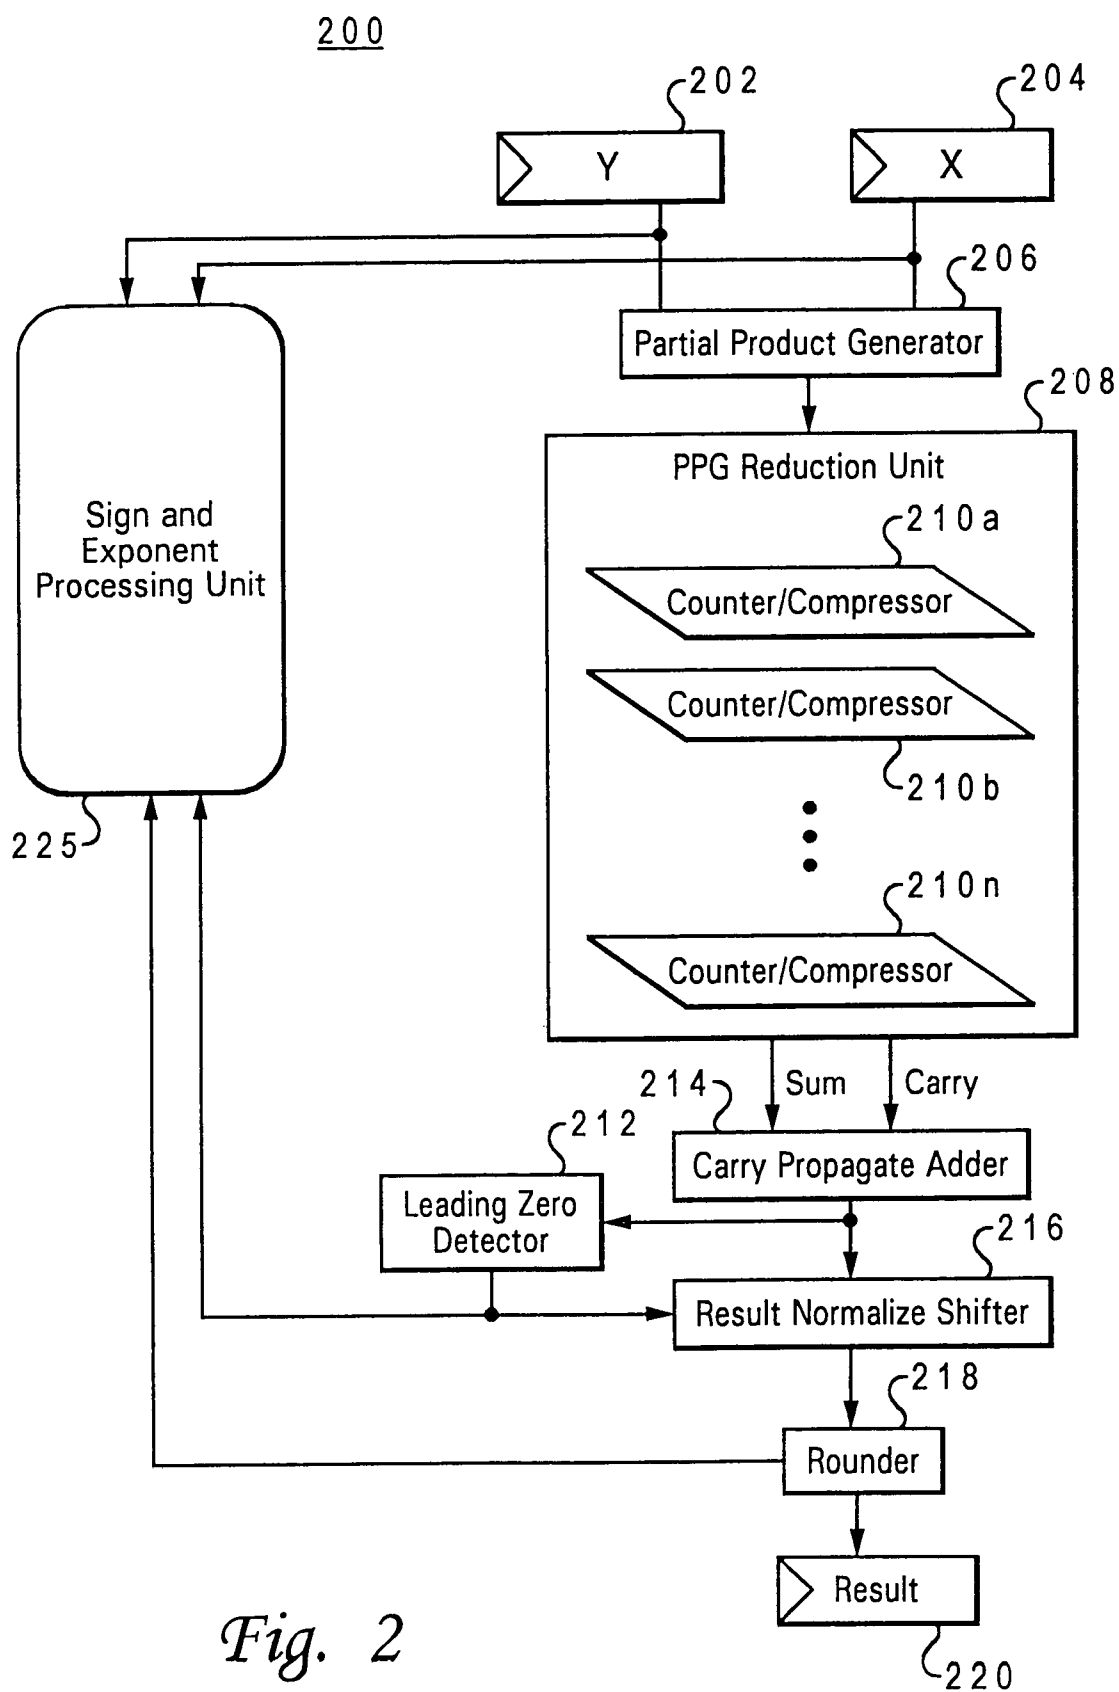 200
202
204
Y
X
206
Partial Product Generator
208
PPG Reduction Unit
210a
Counter/Compressor
Counter/Compressor
210b
210n
Counter/Compressor
Sign and
Exponent
Processing Unit
225
Sum
Carry
214
Carry Propagate Adder
212
Leading Zero
Detector
216
Result Normalize Shifter
218
Rounder
Result
220
Fig. 2